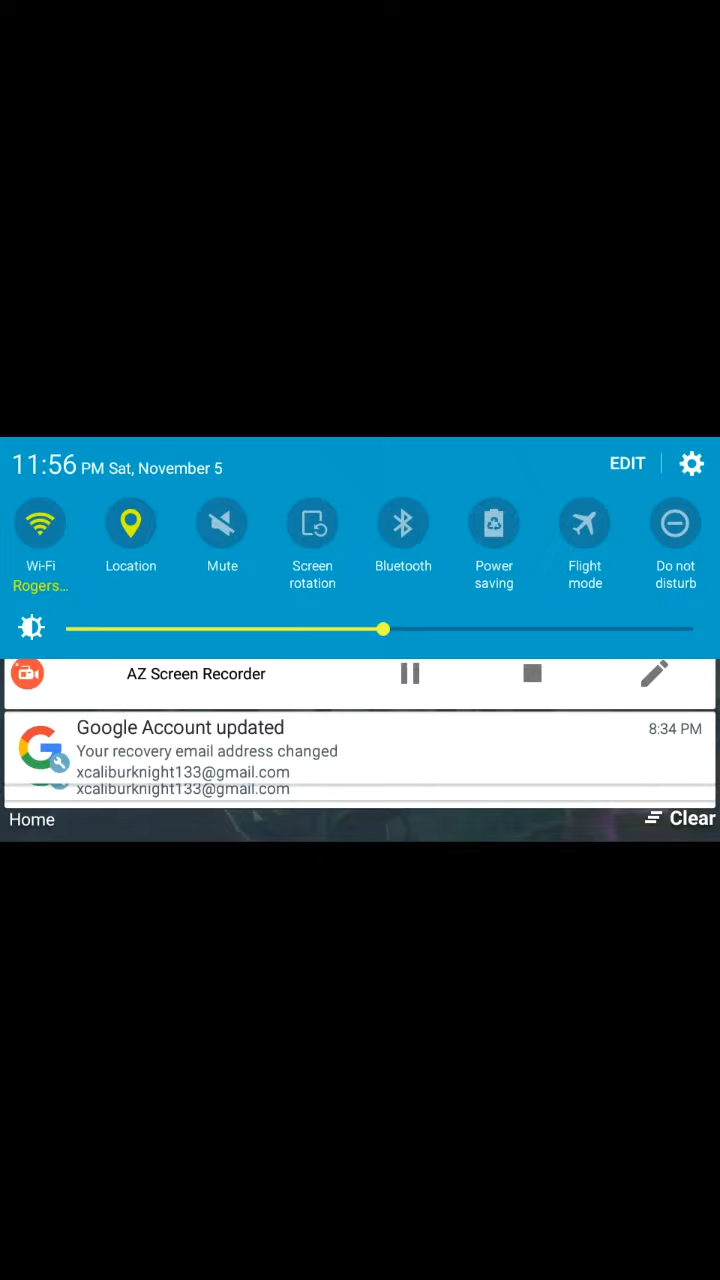 11:56 PM Sat, November 5 EDIT
Wi-Fi Location Mute Screen rotation Bluetooth Power saving Flight mode Do not disturb
Rogers...
AZ Screen Recorder
Google Account updated 8:34 PM
Your recovery email address changed
xcaliburknight133@gmail.com
xcaliburknight133@gmail.com
Home Clear